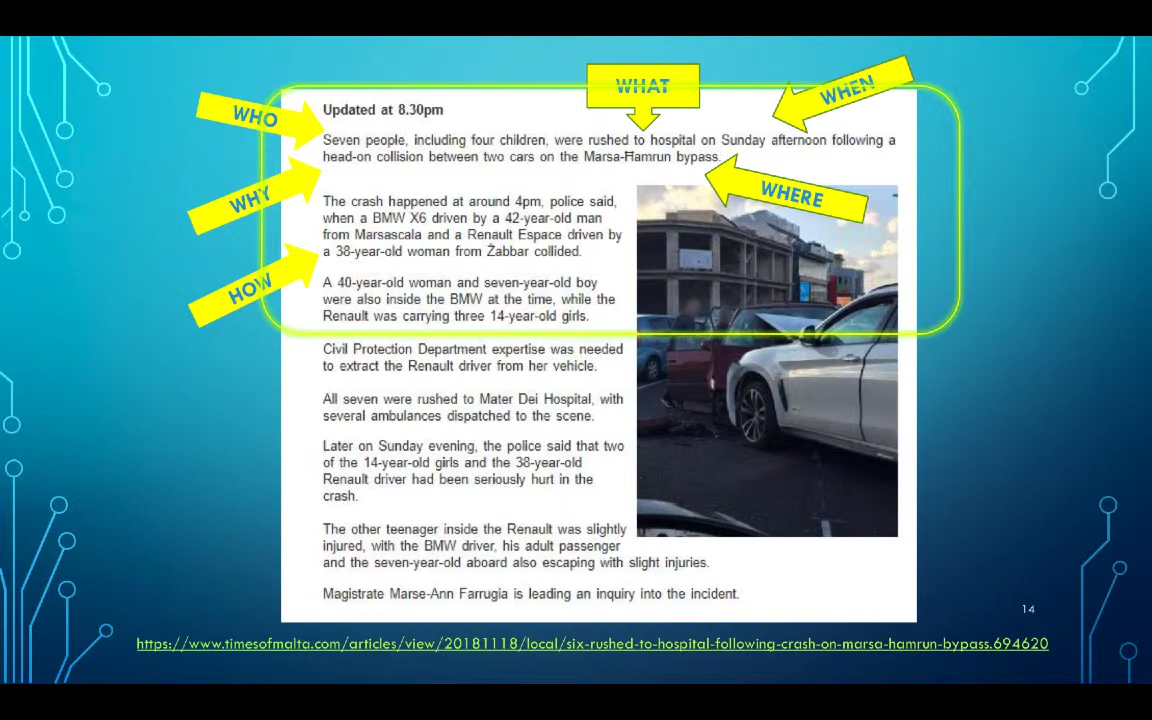 WHAT
WHEN
WHO
Updated at 8.30pm
Seven people, including four children, were rushed to hospital on Sunday afternoon following a
head-on collision between two cars on the Marsa-Ħamrun bypass.
WHY
WHERE
The crash happened at around 4pm, police said,
when a BMW X6 driven by a 42-year-old man
from Marsascala and a Renault Espace driven by
a 38-year-old woman from Żabbar collided.
HOW
A 40-year-old woman and seven-year-old boy
were also inside the BMW at the time, while the
Renault was carrying three 14-year-old girls.
Civil Protection Department expertise was needed
to extract the Renault driver from her vehicle.
All seven were rushed to Mater Dei Hospital, with
several ambulances dispatched to the scene.
Later on Sunday evening, the police said that two
of the 14-year-old girls and the 38-year-old
Renault driver had been seriously hurt in the
crash.
The other teenager inside the Renault was slightly
injured, with the BMW driver, his adult passenger
and the seven-year-old aboard also escaping with slight injuries.
Magistrate Marse-Ann Farrugia is leading an inquiry into the incident.
14
https://www.timesofmalta.com/articles/view/20181118/local/six-rushed-to-hospital-following-crash-on-marsa-hamrun-bypass.694620